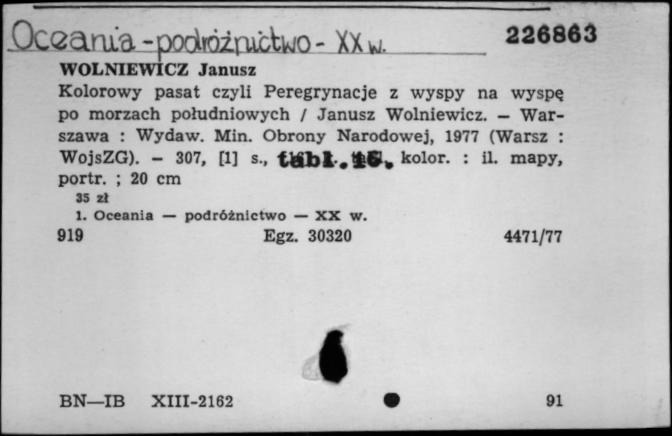 Oceania - podróżnictwo - XX w.
226863
WOLNIEWICZ Janusz
Kolorowy pasat czyli Peregrynacje z wyspy na wyspę
po morzach południowych / Janusz Wolniewicz. — War-
szawa : Wydaw. Min. Obrony Narodowej, 1977 (Warsz :
WojsZG). — 307, [1] s., tabl. 16. kolor. : il. mapy,
portr. ; 20 cm
35 zł
1. Oceania — podróżnictwo — XX w.
919 Egz. 30320 4471/77
BN—IB XIII-2162 91